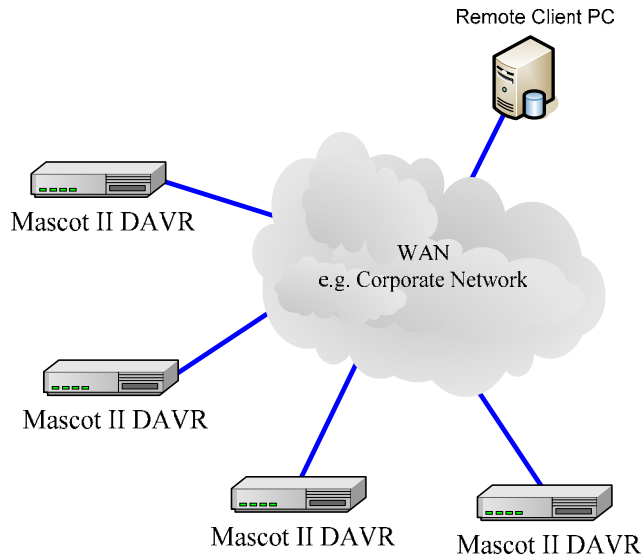 Remote Client PC
Mascot II DAVR
WAN
e.g. Corporate Network
Mascot II DAVR
Mascot II DAVR
Mascot II DAVR